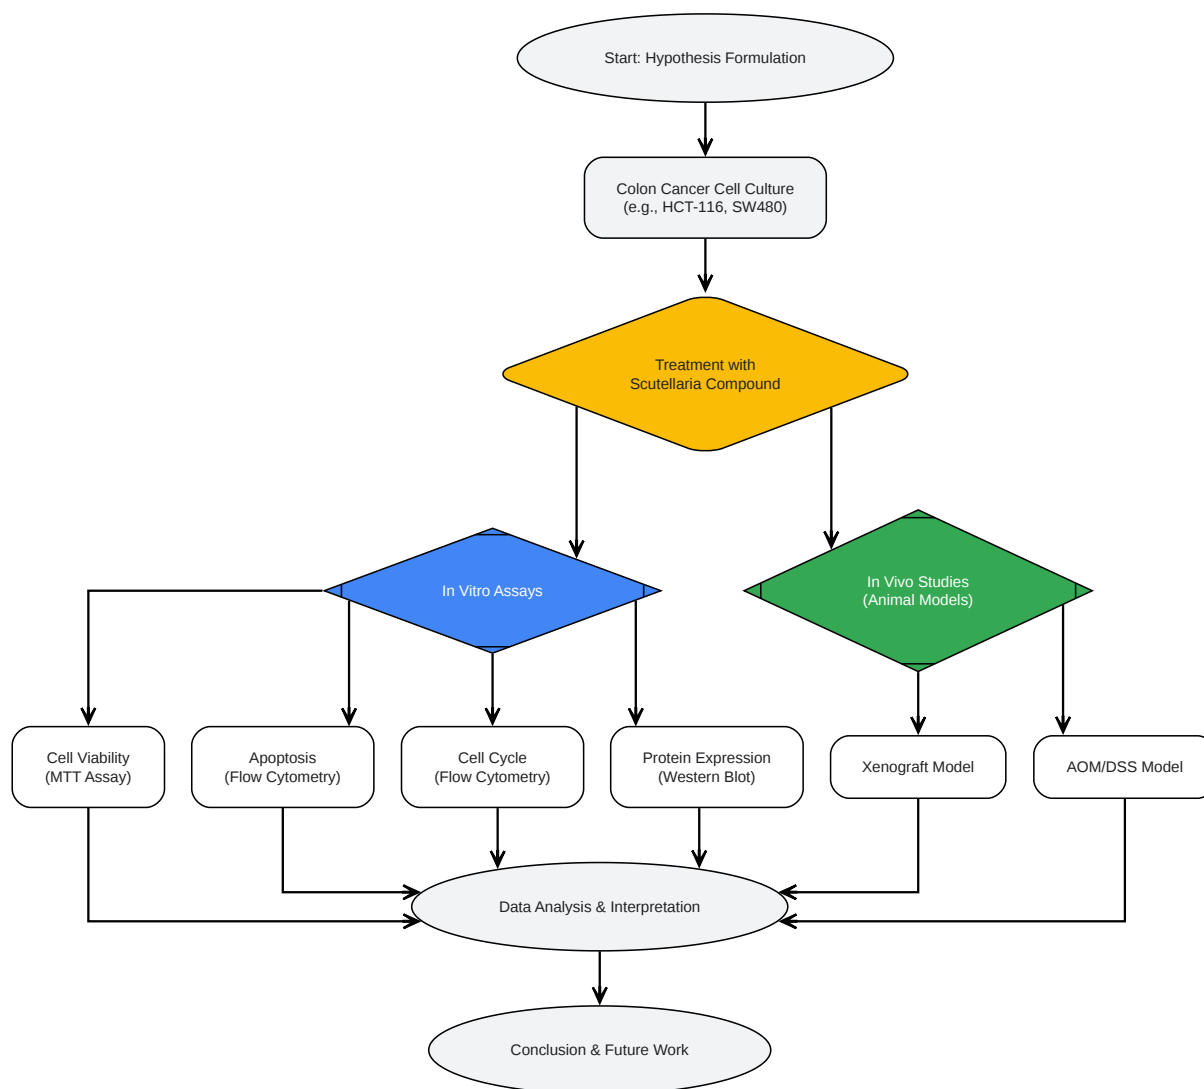 Start: Hypothesis Formulation
Colon Cancer Cell Culture
(e.g., HCT-116, SW480)
Treatment with
Scutellaria Compound
In Vitro Assays
In Vivo Studies
(Animal Models)
Cell Viability
(MTT Assay)
Apoptosis
(Flow Cytometry)
Cell Cycle
(Flow Cytometry)
Protein Expression
(Western Blot)
Xenograft Model
AOM/DSS Model
Data Analysis & Interpretation
Conclusion & Future Work